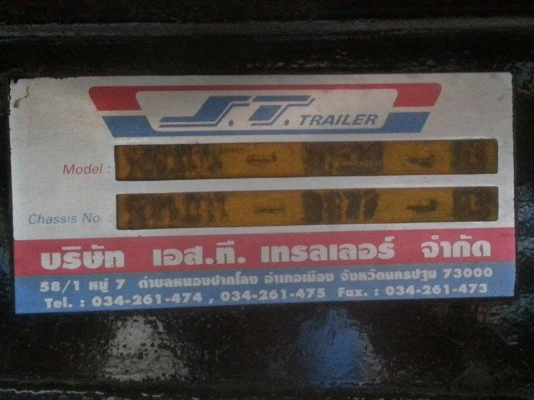 S.T. TRAILER
Model :
Chassis No. :
บริษัท เอส.ที. เทรลเลอร์ จำกัด
58/1 หมู่ 7 ตำบลหนองปากโลง อำเภอเมือง จังหวัดนครปฐม 73000
Tel. : 034-261-474 , 034-261-475 Fax. : 034-261-473